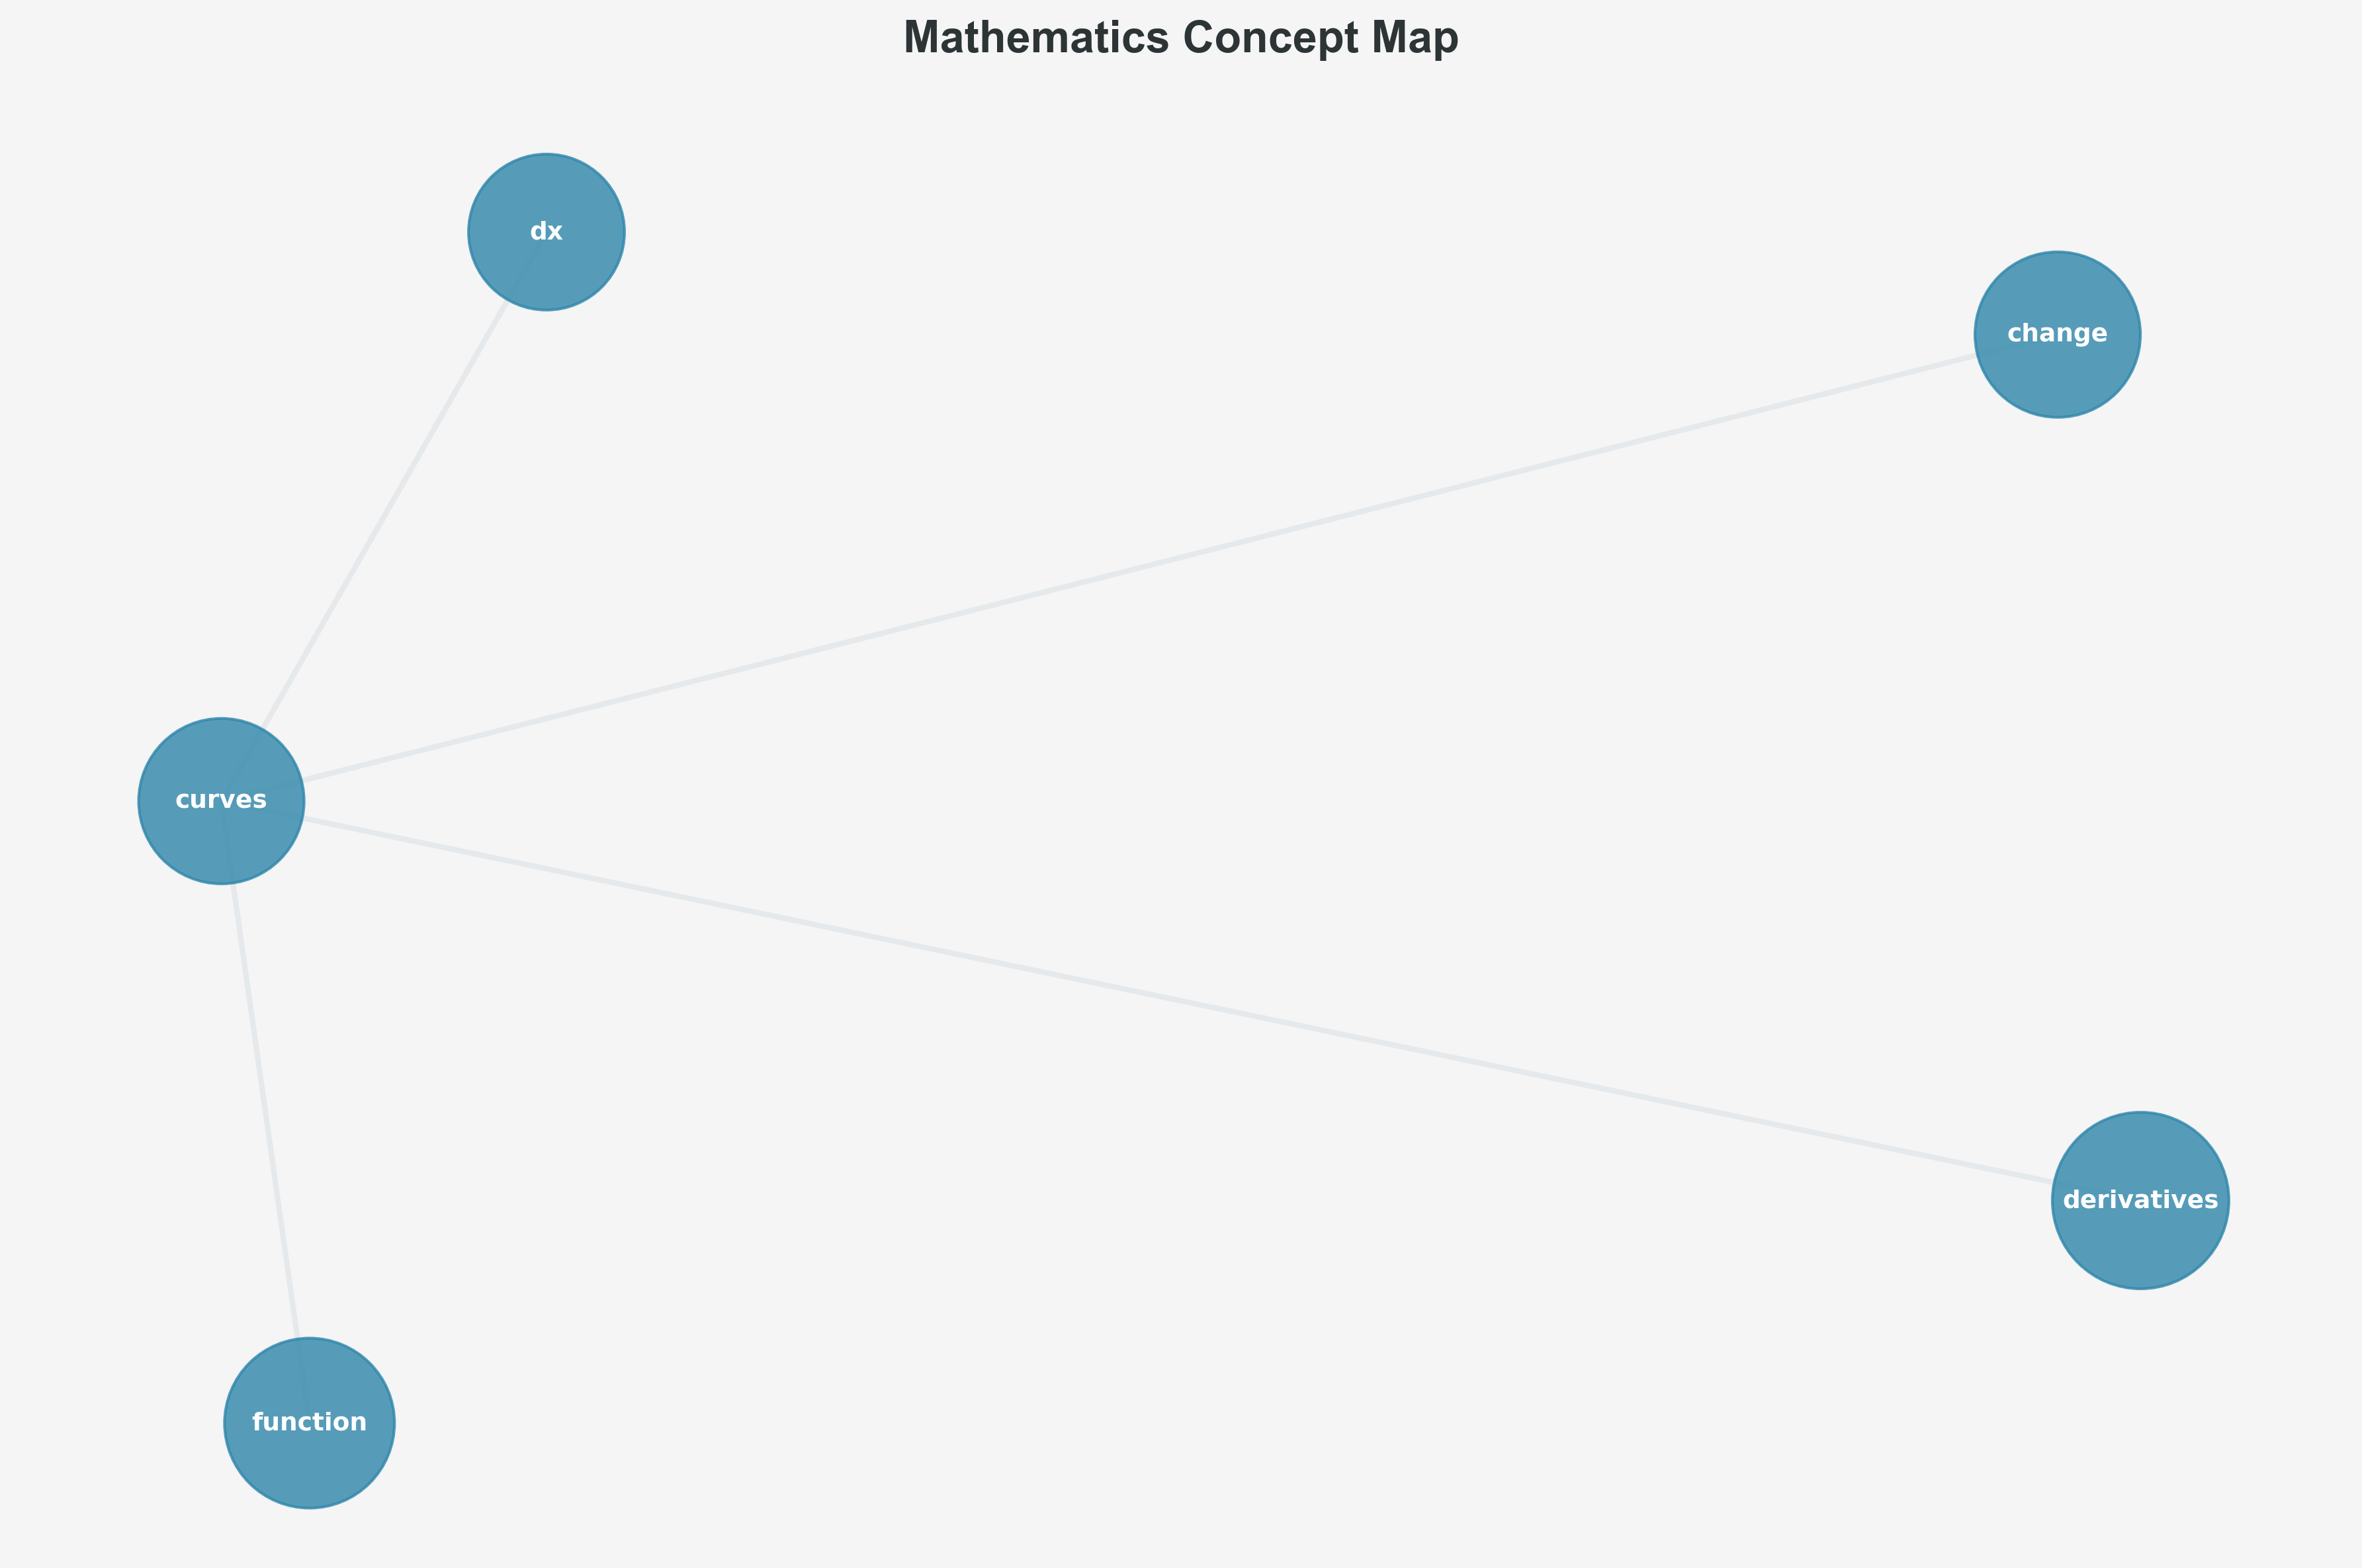 Mathematics Concept Map
dx
change
curves
derivatives
function